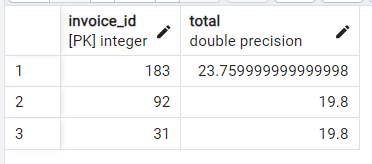 invoice_id total
[PK] integer double precision
1 183 23.759999999999998
2 92 19.8
3 31 19.8